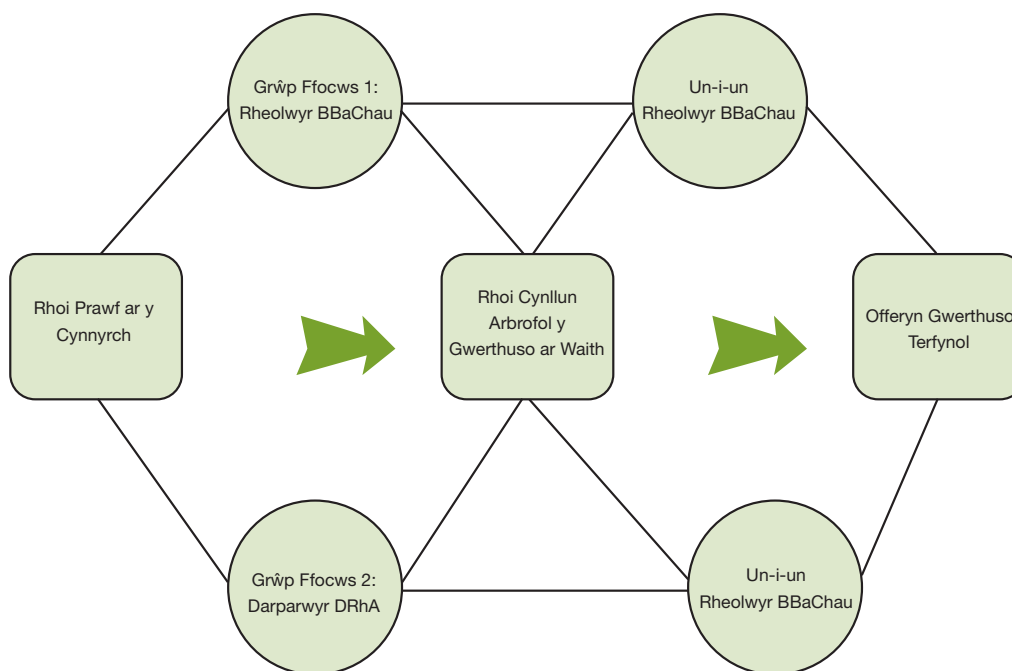 Grŵp Ffocws 1:
Rheolwyr BBaChau
Un-i-un
Rheolwyr BBaChau
Rhoi Prawf ar y
Cynnyrch
Rhoi Cynllun
Arbrofol y
Gwerthuso ar Waith
Offeryn Gwerthuso
Terfynol
Grŵp Ffocws 2:
Darparwyr DRhA
Un-i-un
Rheolwyr BBaChau